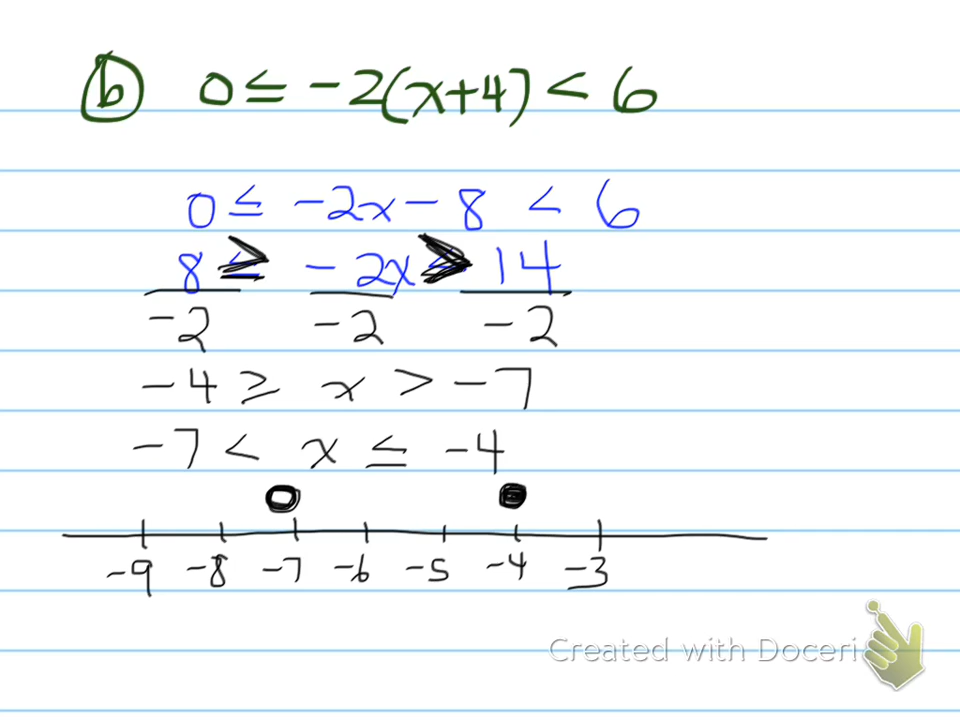 b 0 ≤ -2(x+4) < 6
0 ≤ -2x - 8 < 6
8 ≥ -2x > 14
-2 -2 -2
-4 ≥ x > -7
-7 < x ≤ -4
-9 -8 -7 -6 -5 -4 -3
Created with Doceri